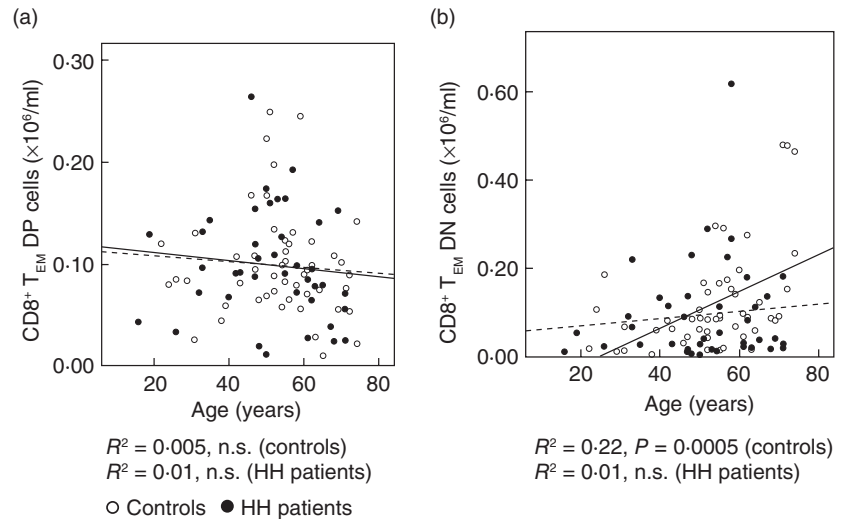 (a)
CD8⁺ T_EM DP cells (×10⁶/ml)
0·30
0·20
0·10
0·00
20 40 60 80
Age (years)
R² = 0·005, n.s. (controls)
R² = 0·01, n.s. (HH patients)
Controls HH patients
(b)
CD8⁺ T_EM DN cells (×10⁶/ml)
0·60
0·40
0·20
0·00
20 40 60 80
Age (years)
R² = 0·22, P = 0·0005 (controls)
R² = 0·01, n.s. (HH patients)